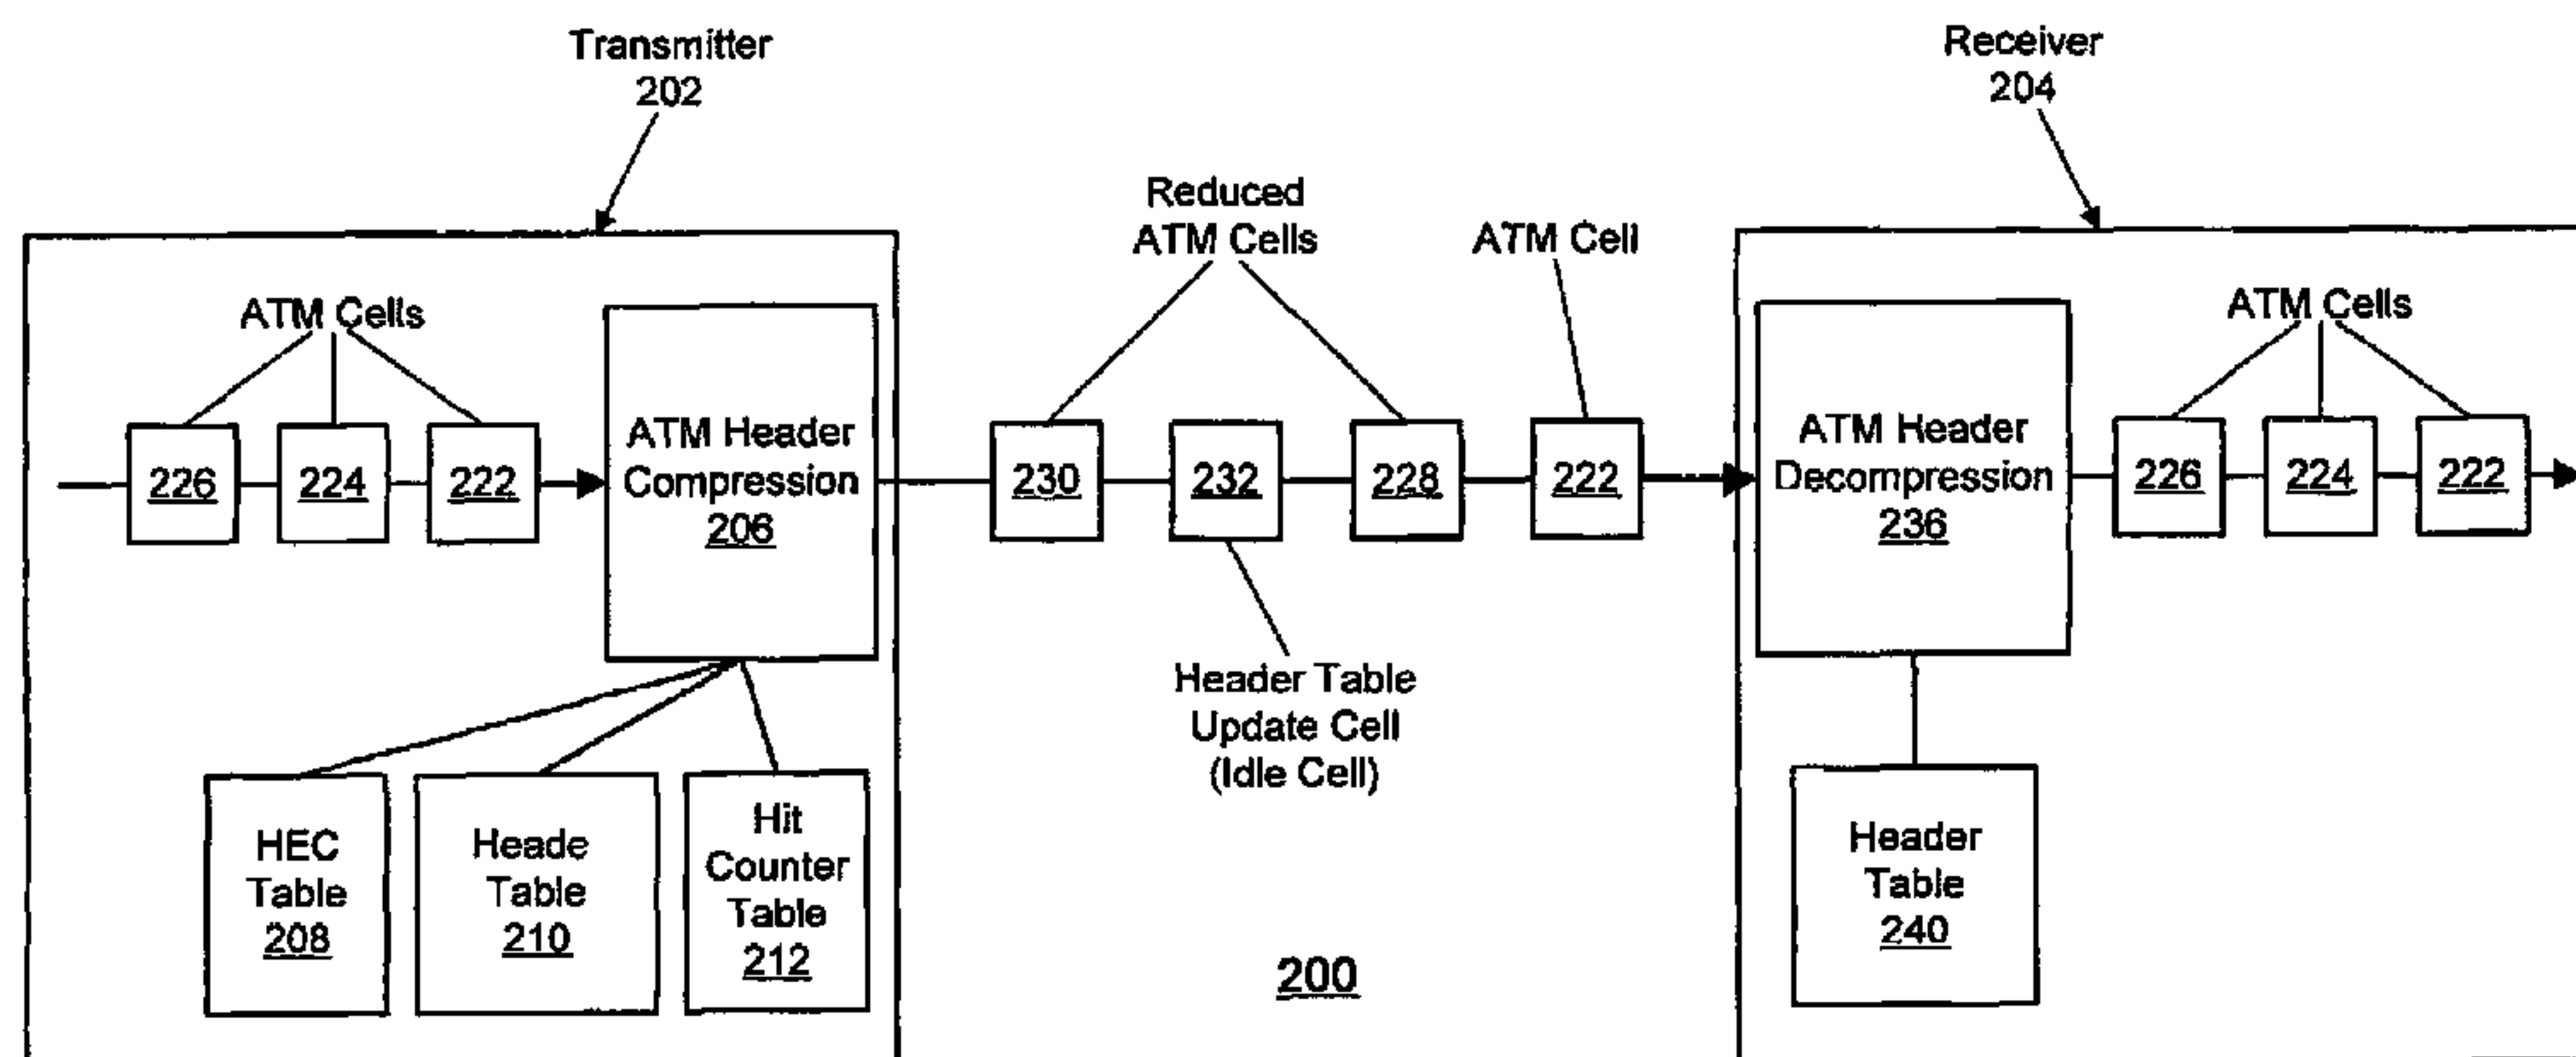 Transmitter
202
Receiver
204
Reduced
ATM Cells
ATM Cell
ATM Cells
ATM Cells
226
224
222
ATM Header
Compression
206
230
232
228
222
ATM Header
Decompression
236
226
224
222
Header Table
Update Cell
(Idle Cell)
HEC
Table
208
Heade
Table
210
Hit
Counter
Table
212
200
Header
Table
240